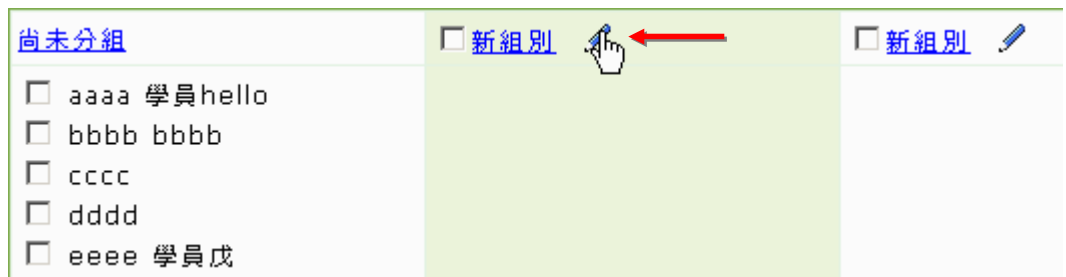 尚未分組 新組別 新組別
aaaa 學員hello
bbbb bbbb
cccc
dddd
eeee 學員戊